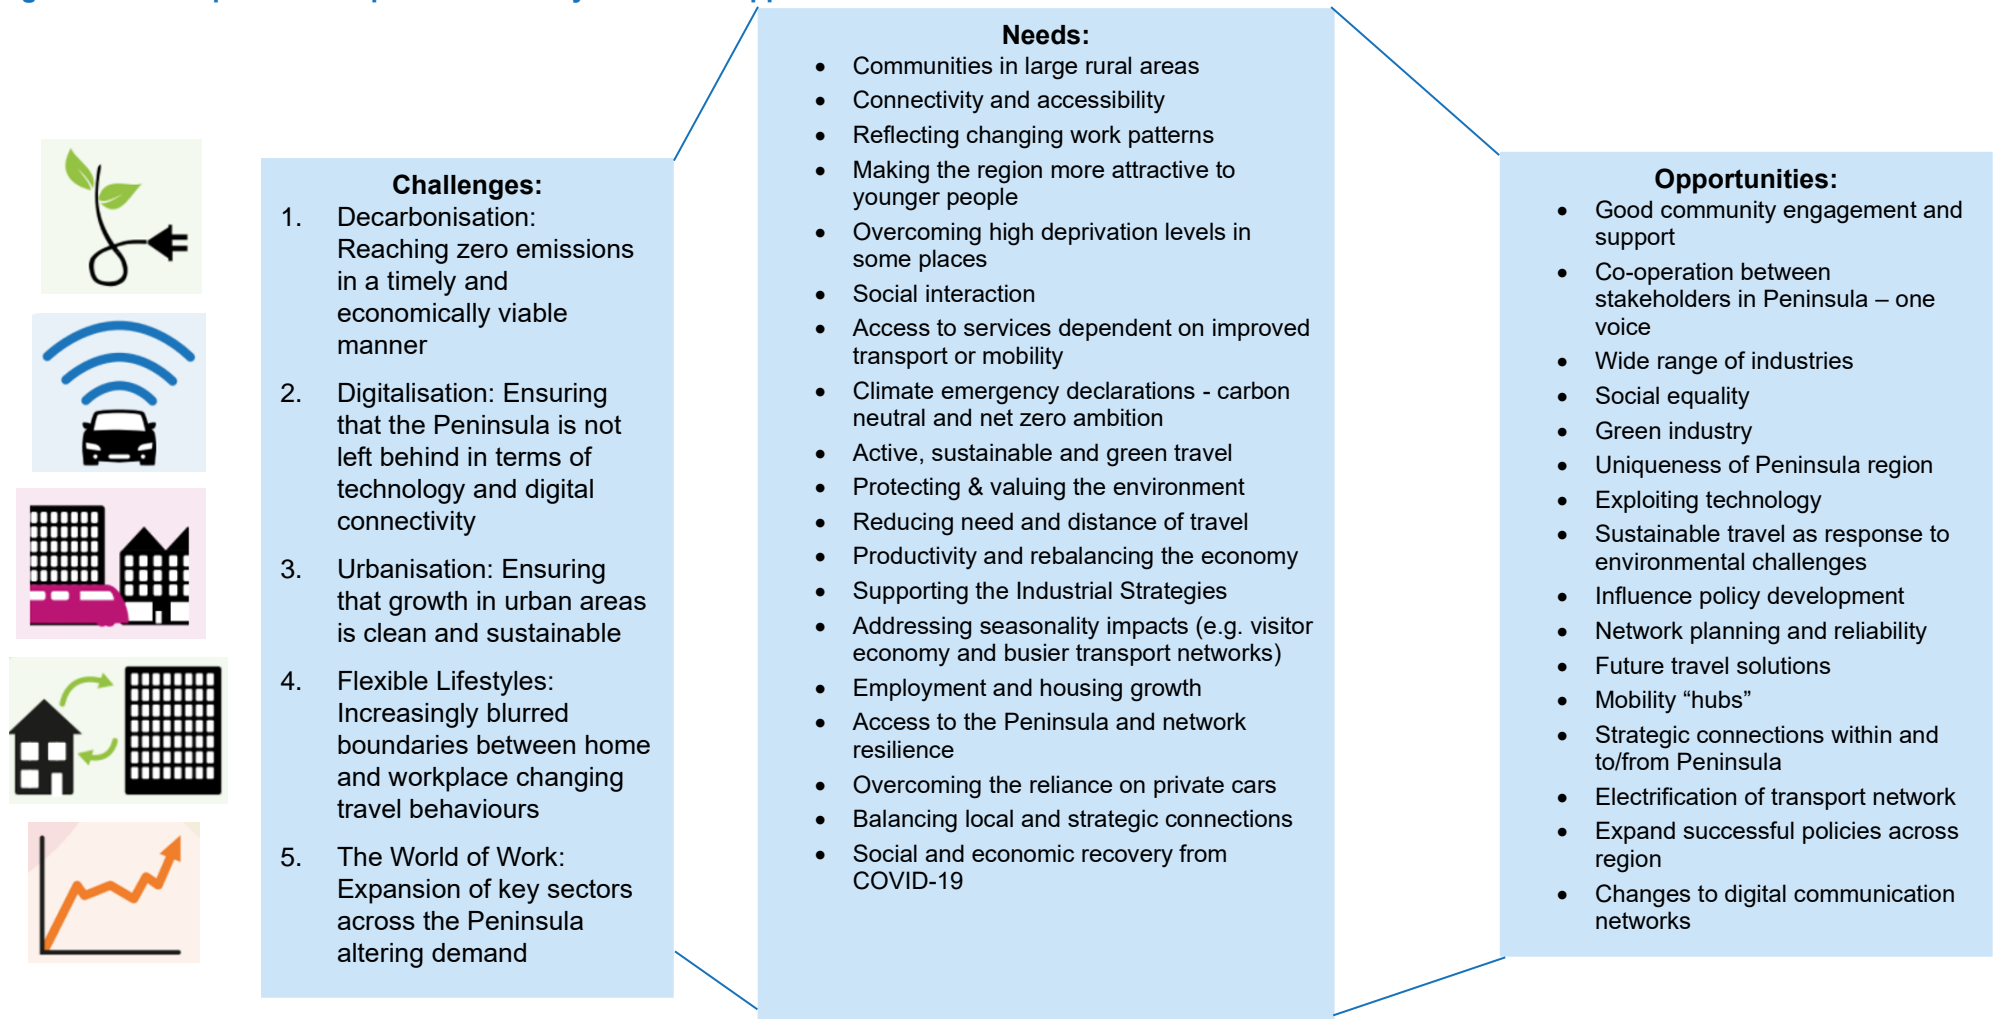 Challenges:
1. Decarbonisation:
Reaching zero emissions
in a timely and
economically viable
manner
2. Digitalisation: Ensuring
that the Peninsula is not
left behind in terms of
technology and digital
connectivity
3. Urbanisation: Ensuring
that growth in urban areas
is clean and sustainable
4. Flexible Lifestyles:
Increasingly blurred
boundaries between home
and workplace changing
travel behaviours
5. The World of Work:
Expansion of key sectors
across the Peninsula
altering demand
Needs:
• Communities in large rural areas
• Connectivity and accessibility
• Reflecting changing work patterns
• Making the region more attractive to
younger people
• Overcoming high deprivation levels in
some places
• Social interaction
• Access to services dependent on improved
transport or mobility
• Climate emergency declarations - carbon
neutral and net zero ambition
• Active, sustainable and green travel
• Protecting & valuing the environment
• Reducing need and distance of travel
• Productivity and rebalancing the economy
• Supporting the Industrial Strategies
• Addressing seasonality impacts (e.g. visitor
economy and busier transport networks)
• Employment and housing growth
• Access to the Peninsula and network
resilience
• Overcoming the reliance on private cars
• Balancing local and strategic connections
• Social and economic recovery from
COVID-19
Opportunities:
• Good community engagement and
support
• Co-operation between
stakeholders in Peninsula – one
voice
• Wide range of industries
• Social equality
• Green industry
• Uniqueness of Peninsula region
• Exploiting technology
• Sustainable travel as response to
environmental challenges
• Influence policy development
• Network planning and reliability
• Future travel solutions
• Mobility “hubs”
• Strategic connections within and
to/from Peninsula
• Electrification of transport network
• Expand successful policies across
region
• Changes to digital communication
networks